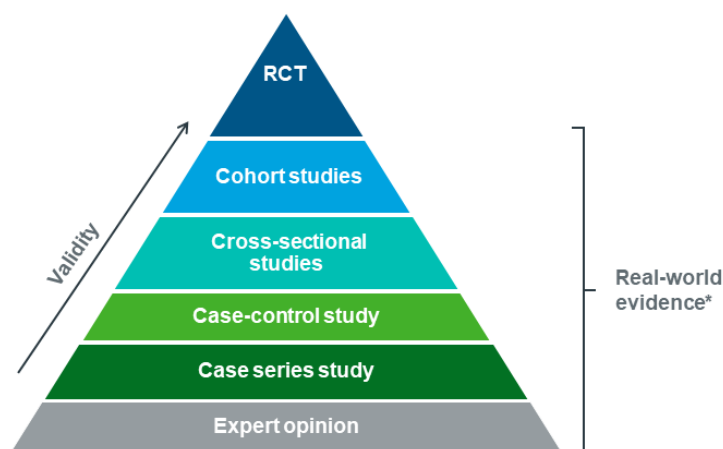 RCT
Cohort studies
Cross-sectional
studies
Case-control study
Case series study
Expert opinion
Validity
Real-world
evidence*